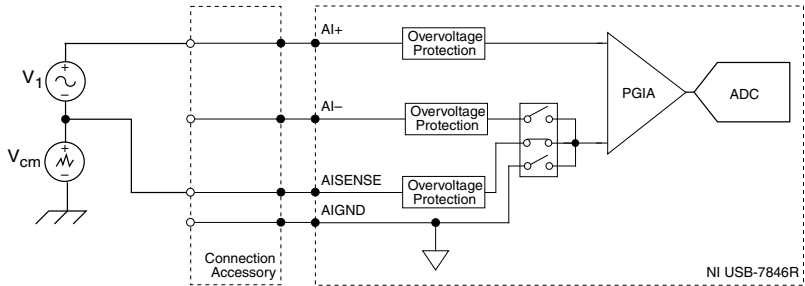 AI+
Overvoltage
Protection
+
V1
−
AI–
Overvoltage
Protection
PGIA
ADC
+
Vcm
−
AISENSE
Overvoltage
Protection
AIGND
Connection
Accessory
NI USB-7846R